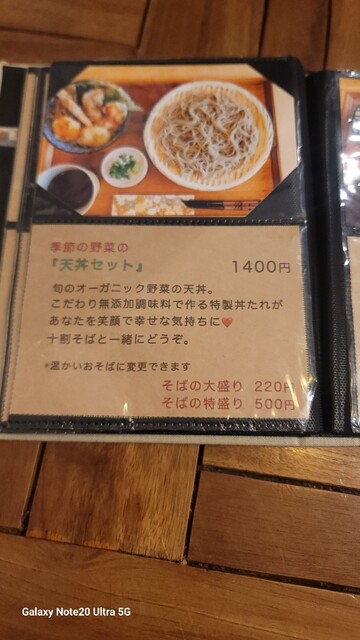 季節の野菜の
『天丼セット』 1400円
旬のオーガニック野菜の天丼。
こだわり無添加調味料で作る特製丼たれが
あなたを笑顔で幸せな気持ちに❤
十割そばと一緒にどうぞ。
*温かいおそばに変更できます
そばの大盛り 220円
そばの特盛り 500円
Galaxy Note20 Ultra 5G